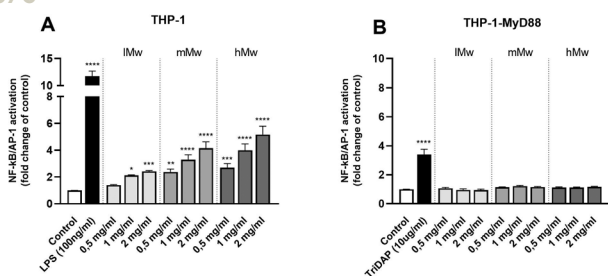 A
THP-1
NF-kB/AP-1 activation
(fold change of control)
15
10
8
6
4
2
0
lMw
mMw
hMw
****
*
***
**
****
****
***
****
****
Control
LPS (100ng/ml)
0.5 mg/ml
1 mg/ml
2 mg/ml
0.5 mg/ml
1 mg/ml
2 mg/ml
0.5 mg/ml
1 mg/ml
2 mg/ml
B
THP-1-MyD88
NF-kB/AP-1 activation
(fold change of control)
10
8
6
4
2
0
lMw
mMw
hMw
****
Control
TriDAP (10ug/ml)
0.5 mg/ml
1 mg/ml
2 mg/ml
0.5 mg/ml
1 mg/ml
2 mg/ml
0.5 mg/ml
1 mg/ml
2 mg/ml